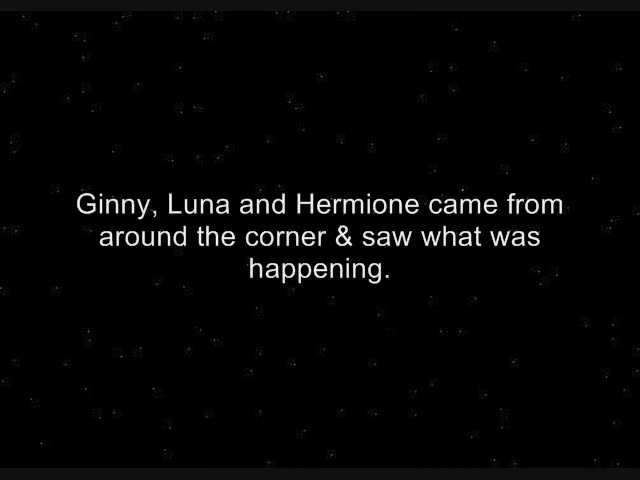 Ginny, Luna and Hermione came from
around the corner & saw what was
happening.